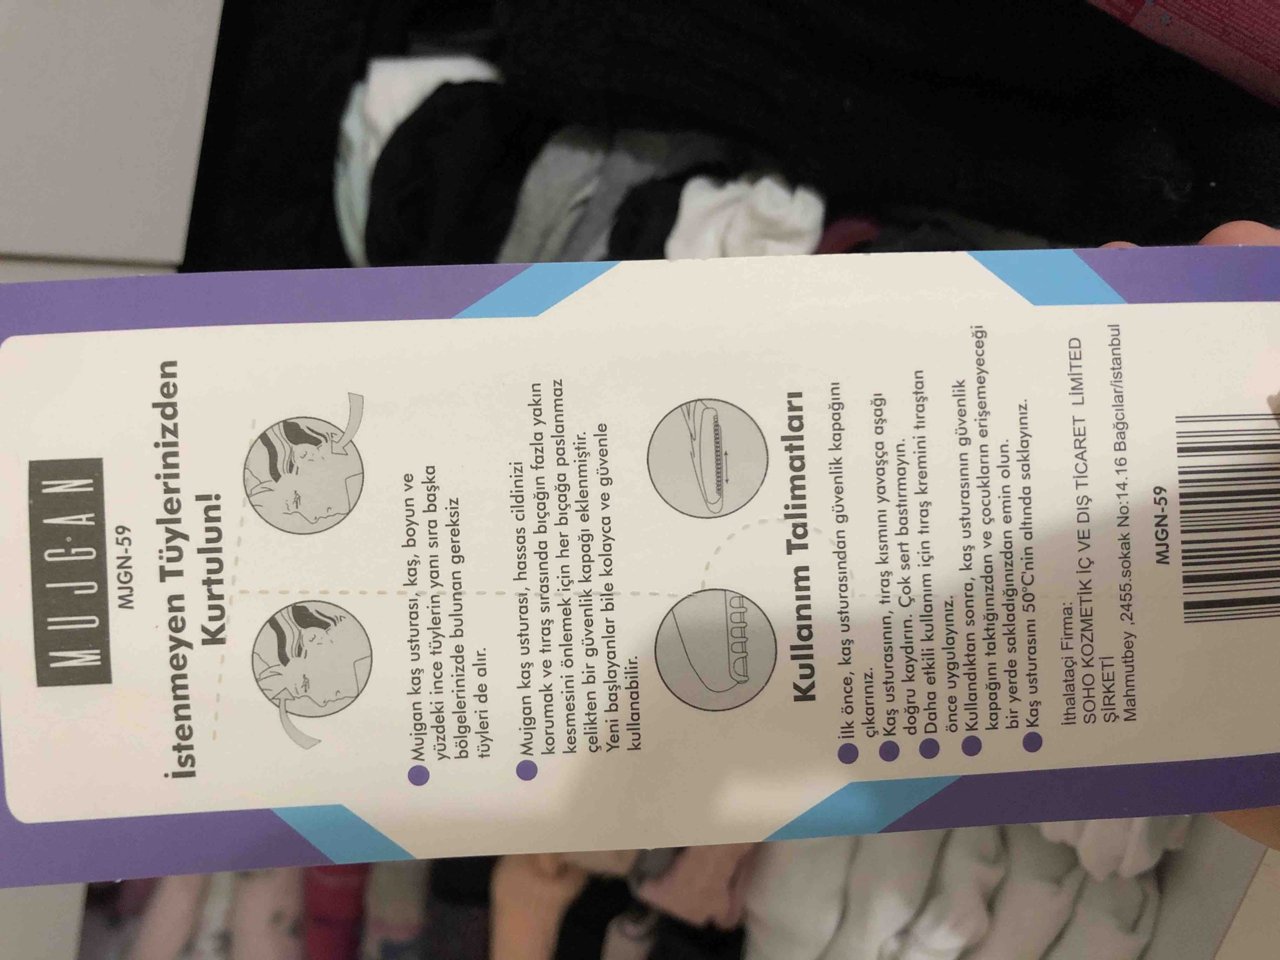 MUJGAN
MJGN-59
İstenmeyen Tüylerinizden
Kurtulun!
Mujgan kaş usturası, kaş, boyun ve
yüzdeki ince tüylerin yanı sıra başka
bölgelerinizde bulunan gereksiz
tüyleri de alır.
Mujgan kaş usturası, hassas cildinizi
korumak ve tıraş sırasında bıçağın fazla yakın
kesmesini önlemek için her bıçağa paslanmaz
çelikten bir güvenlik kapağı eklenmiştir.
Yeni başlayanlar bile kolayca ve güvenle
kullanabilir.
Kullanım Talimatları
İlk önce, kaş usturasından güvenlik kapağını
çıkarınız.
Kaş usturasının, tıraş kısmını yavaşça aşağı
doğru kaydırın. Çok sert bastırmayın.
Daha etkili kullanım için tıraş kremini tıraştan
önce uygulayınız.
Kullandıktan sonra, kaş usturasının güvenlik
kapağını taktığınızdan ve çocukların erişemeyeceği
bir yerde sakladığınızdan emin olun.
Kaş usturasını 50°C'nin altında saklayınız.
İthalataçi Firma:
SOHO KOZMETİK İÇ VE DIŞ TİCARET LİMİTED
ŞİRKETİ
Mahmutbey ,2455.sokak No:14.16 Bağcılar/istanbul
MJGN-59